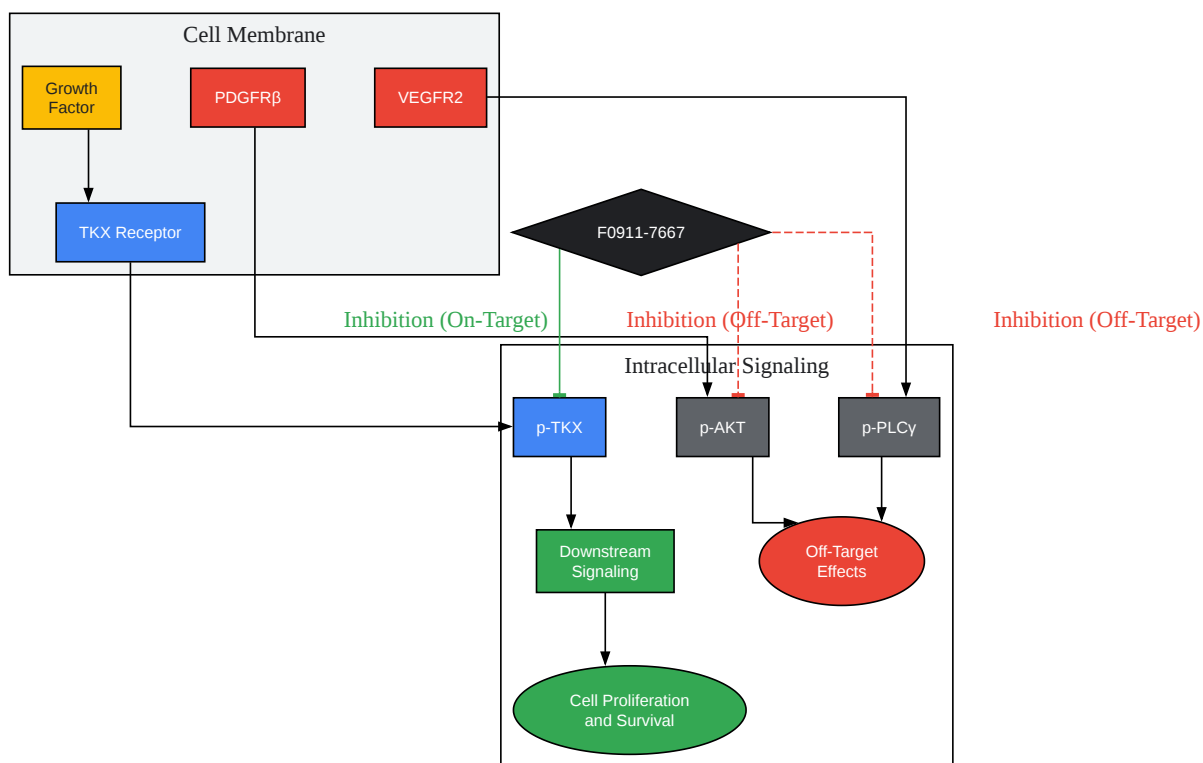 Cell Membrane
Growth
Factor
PDGFRβ
VEGFR2
TKX Receptor
F0911-7667
Inhibition (On-Target)
Inhibition (Off-Target)
Inhibition (Off-Target)
Intracellular Signaling
p-TKX
p-AKT
p-PLCγ
Downstream
Signaling
Off-Target
Effects
Cell Proliferation
and Survival